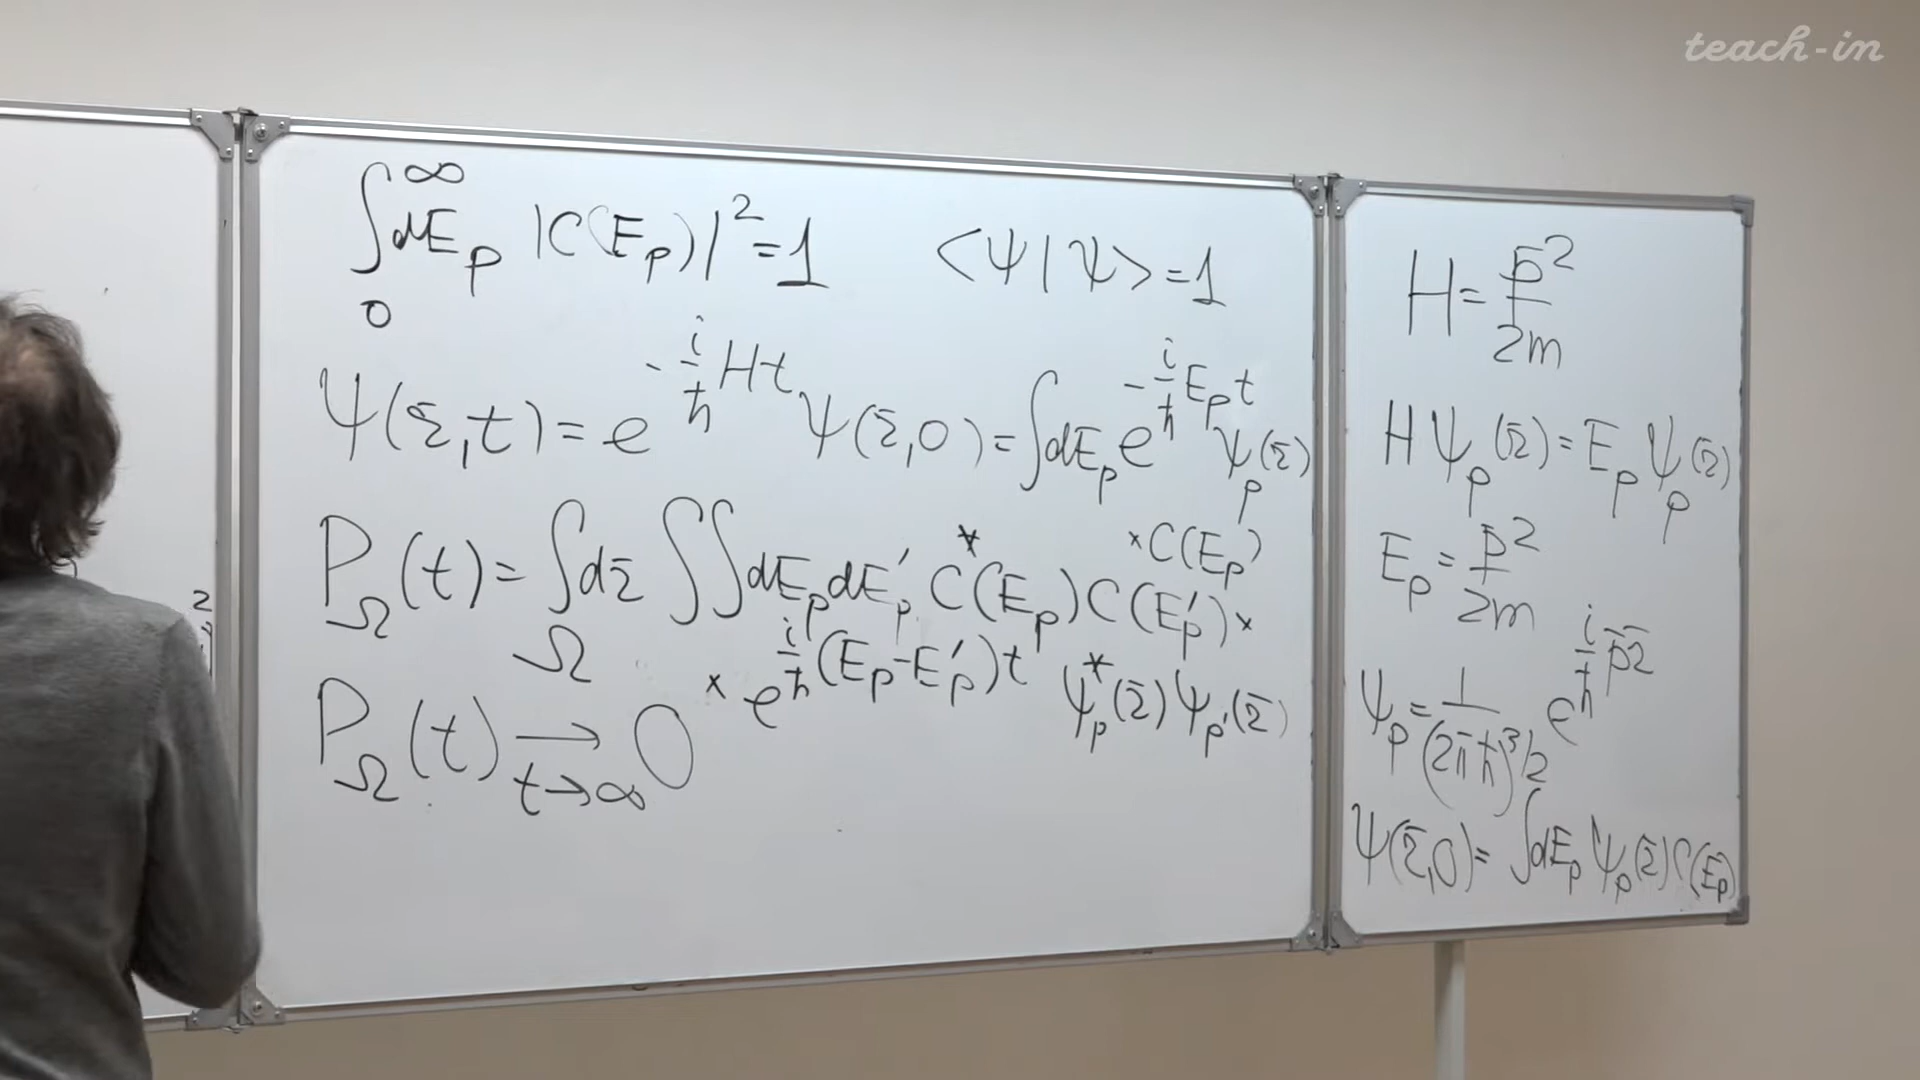 teach-in
∫₀^∞ dE_p |C(E_p)|² = 1    <Ψ|Ψ> = 1
Ψ(r̄,t) = e^{-i/ħ Ht} Ψ(r̄,0) = ∫dE_p e^{-i/ħ E_p t} Ψ_p(r̄)
× C(E_p)
P_Ω(t) = ∫_Ω dr̄ ∫∫ dE_p dE'_p C*(E_p) C(E'_p) ×
× e^{i/ħ (E_p - E'_p)t} Ψ*_p(r̄) Ψ_p'(r̄)
P_Ω(t) →_{t→∞} 0
H = p̄²/2m
H Ψ_p(r̄) = E_p Ψ_p(r̄)
E_p = p²/2m
Ψ_p = 1/(2πħ)^{3/2} e^{i/ħ p̄r̄}
Ψ(r̄,0) = ∫dE_p Ψ_p(r̄) C(E_p)
2